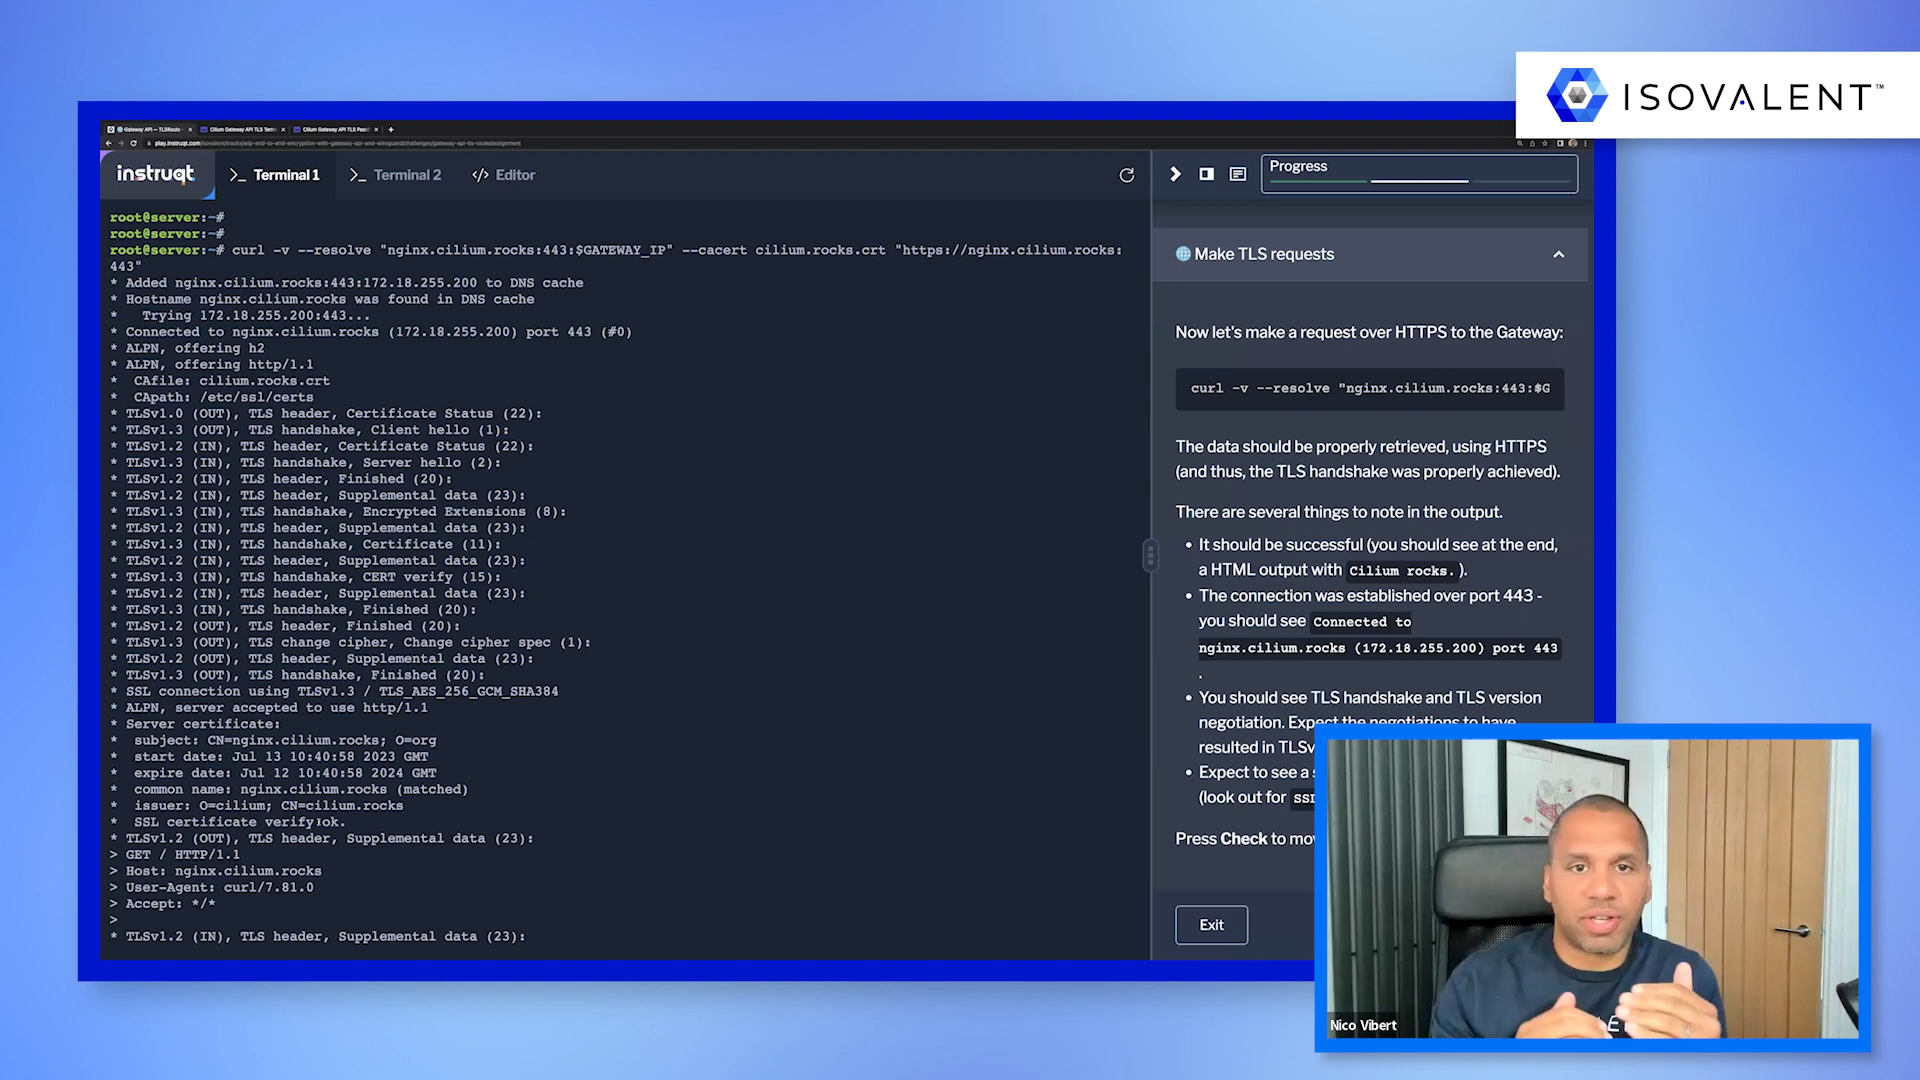 ISOVALENT™
Gateway API — TLSRoute
Cilium Gateway API TLS Term
Cilium Gateway API TLS Pass
instruqt
Terminal 1
Terminal 2
Editor
Progress
root@server:~#
root@server:~#
root@server:~# curl -v --resolve "nginx.cilium.rocks:443:$GATEWAY_IP" --cacert cilium.rocks.crt "https://nginx.cilium.rocks:
443"
* Added nginx.cilium.rocks:443:172.18.255.200 to DNS cache
* Hostname nginx.cilium.rocks was found in DNS cache
*   Trying 172.18.255.200:443...
* Connected to nginx.cilium.rocks (172.18.255.200) port 443 (#0)
* ALPN, offering h2
* ALPN, offering http/1.1
*  CAfile: cilium.rocks.crt
*  CApath: /etc/ssl/certs
* TLSv1.0 (OUT), TLS header, Certificate Status (22):
* TLSv1.3 (OUT), TLS handshake, Client hello (1):
* TLSv1.2 (IN), TLS header, Certificate Status (22):
* TLSv1.3 (IN), TLS handshake, Server hello (2):
* TLSv1.2 (IN), TLS header, Finished (20):
* TLSv1.2 (IN), TLS header, Supplemental data (23):
* TLSv1.3 (IN), TLS handshake, Encrypted Extensions (8):
* TLSv1.2 (IN), TLS header, Supplemental data (23):
* TLSv1.3 (IN), TLS handshake, Certificate (11):
* TLSv1.2 (IN), TLS header, Supplemental data (23):
* TLSv1.3 (IN), TLS handshake, CERT verify (15):
* TLSv1.2 (IN), TLS header, Supplemental data (23):
* TLSv1.3 (IN), TLS handshake, Finished (20):
* TLSv1.2 (OUT), TLS header, Finished (20):
* TLSv1.3 (OUT), TLS change cipher, Change cipher spec (1):
* TLSv1.2 (OUT), TLS header, Supplemental data (23):
* TLSv1.3 (OUT), TLS handshake, Finished (20):
* SSL connection using TLSv1.3 / TLS_AES_256_GCM_SHA384
* ALPN, server accepted to use http/1.1
* Server certificate:
*  subject: CN=nginx.cilium.rocks; O=org
*  start date: Jul 13 10:40:58 2023 GMT
*  expire date: Jul 12 10:40:58 2024 GMT
*  common name: nginx.cilium.rocks (matched)
*  issuer: O=cilium; CN=cilium.rocks
*  SSL certificate verify ok.
* TLSv1.2 (OUT), TLS header, Supplemental data (23):
> GET / HTTP/1.1
> Host: nginx.cilium.rocks
> User-Agent: curl/7.81.0
> Accept: */*
>
* TLSv1.2 (IN), TLS header, Supplemental data (23):
Make TLS requests
Now let's make a request over HTTPS to the Gateway:
curl -v --resolve "nginx.cilium.rocks:443:$G
The data should be properly retrieved, using HTTPS
(and thus, the TLS handshake was properly achieved).
There are several things to note in the output.
• It should be successful (you should see at the end,
a HTML output with Cilium rocks. ).
• The connection was established over port 443 -
you should see Connected to
nginx.cilium.rocks (172.18.255.200) port 443
.
• You should see TLS handshake and TLS version
negotiation. Expect the negotiations to have
resulted in TLSv
• Expect to see a s
(look out for
Press Check to mo
Exit
Nico Vibert